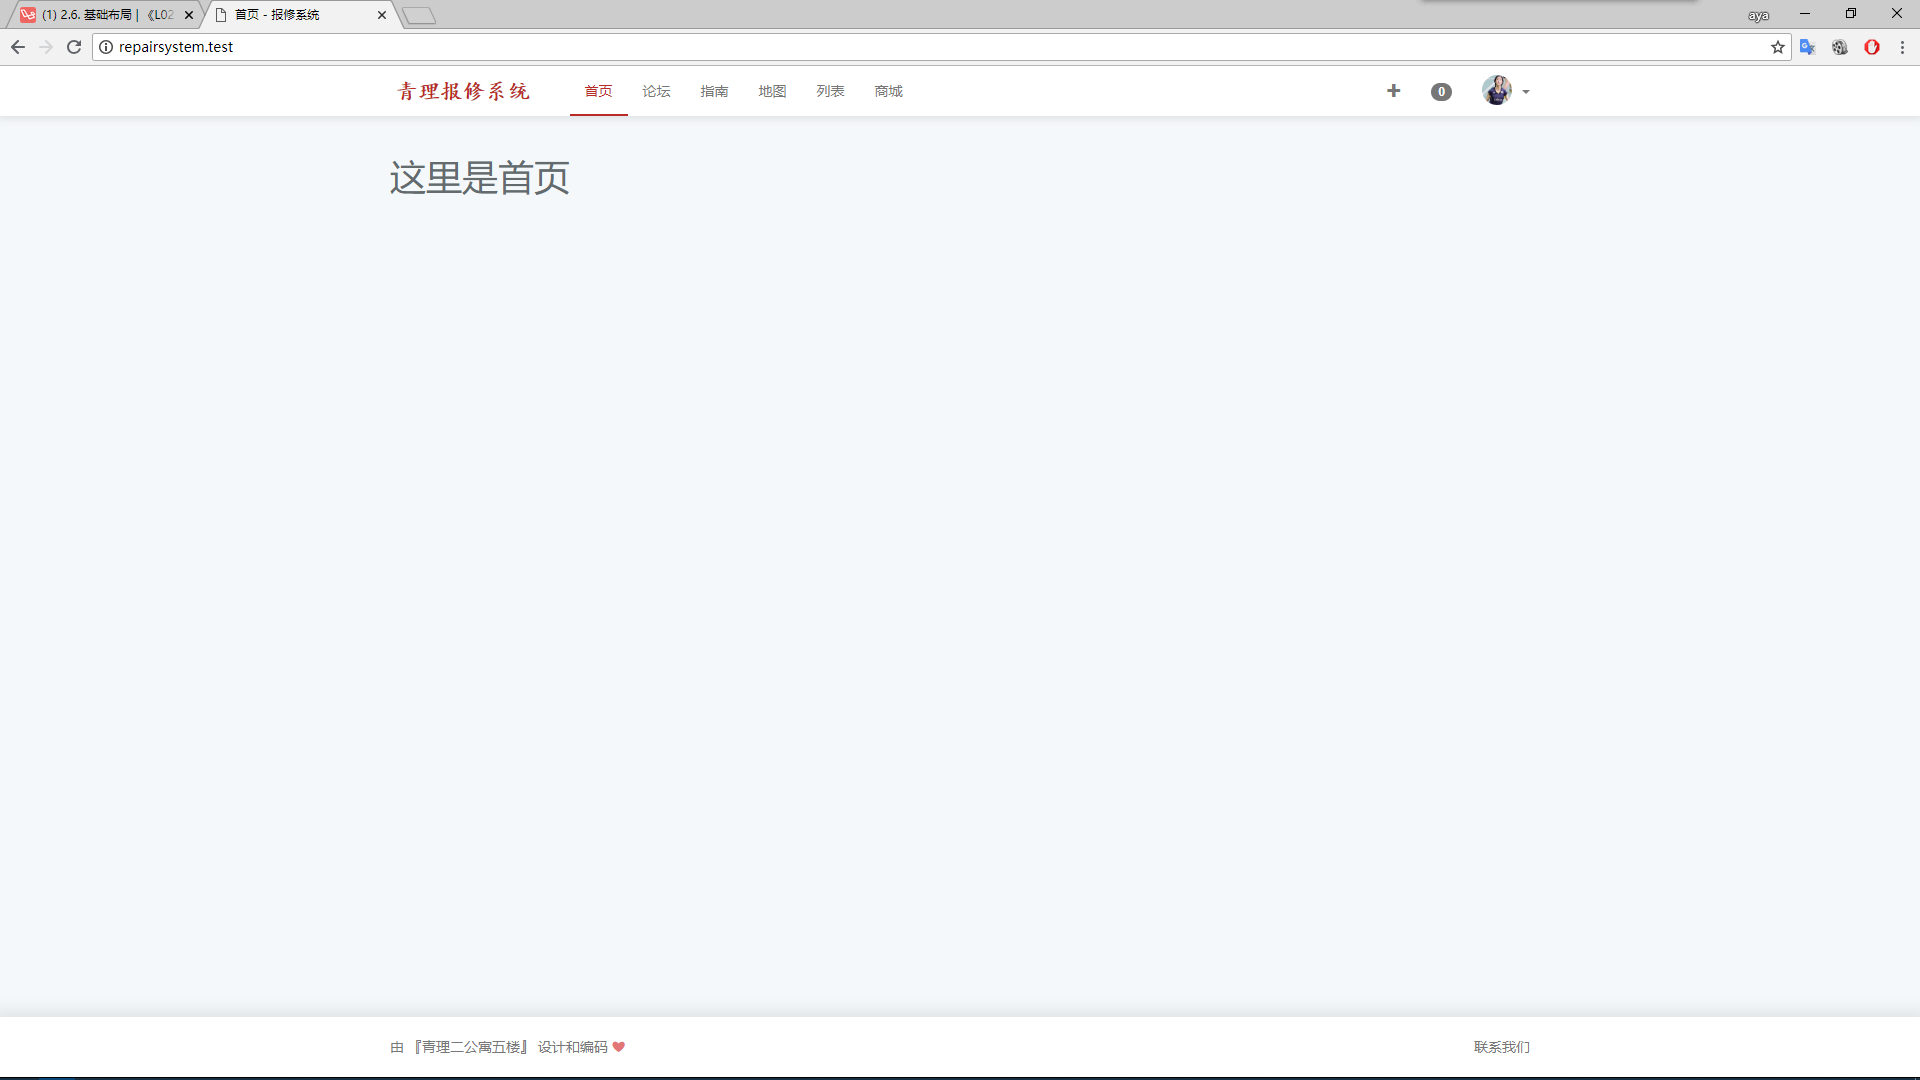 (1) 2.6. 基础布局 | 《L02
首页 - 报修系统
aya
repairsystem.test
青理报修系统
首页 论坛 指南 地图 列表 商城
0
这里是首页
由 『青理二公寓五楼』 设计和编码
联系我们